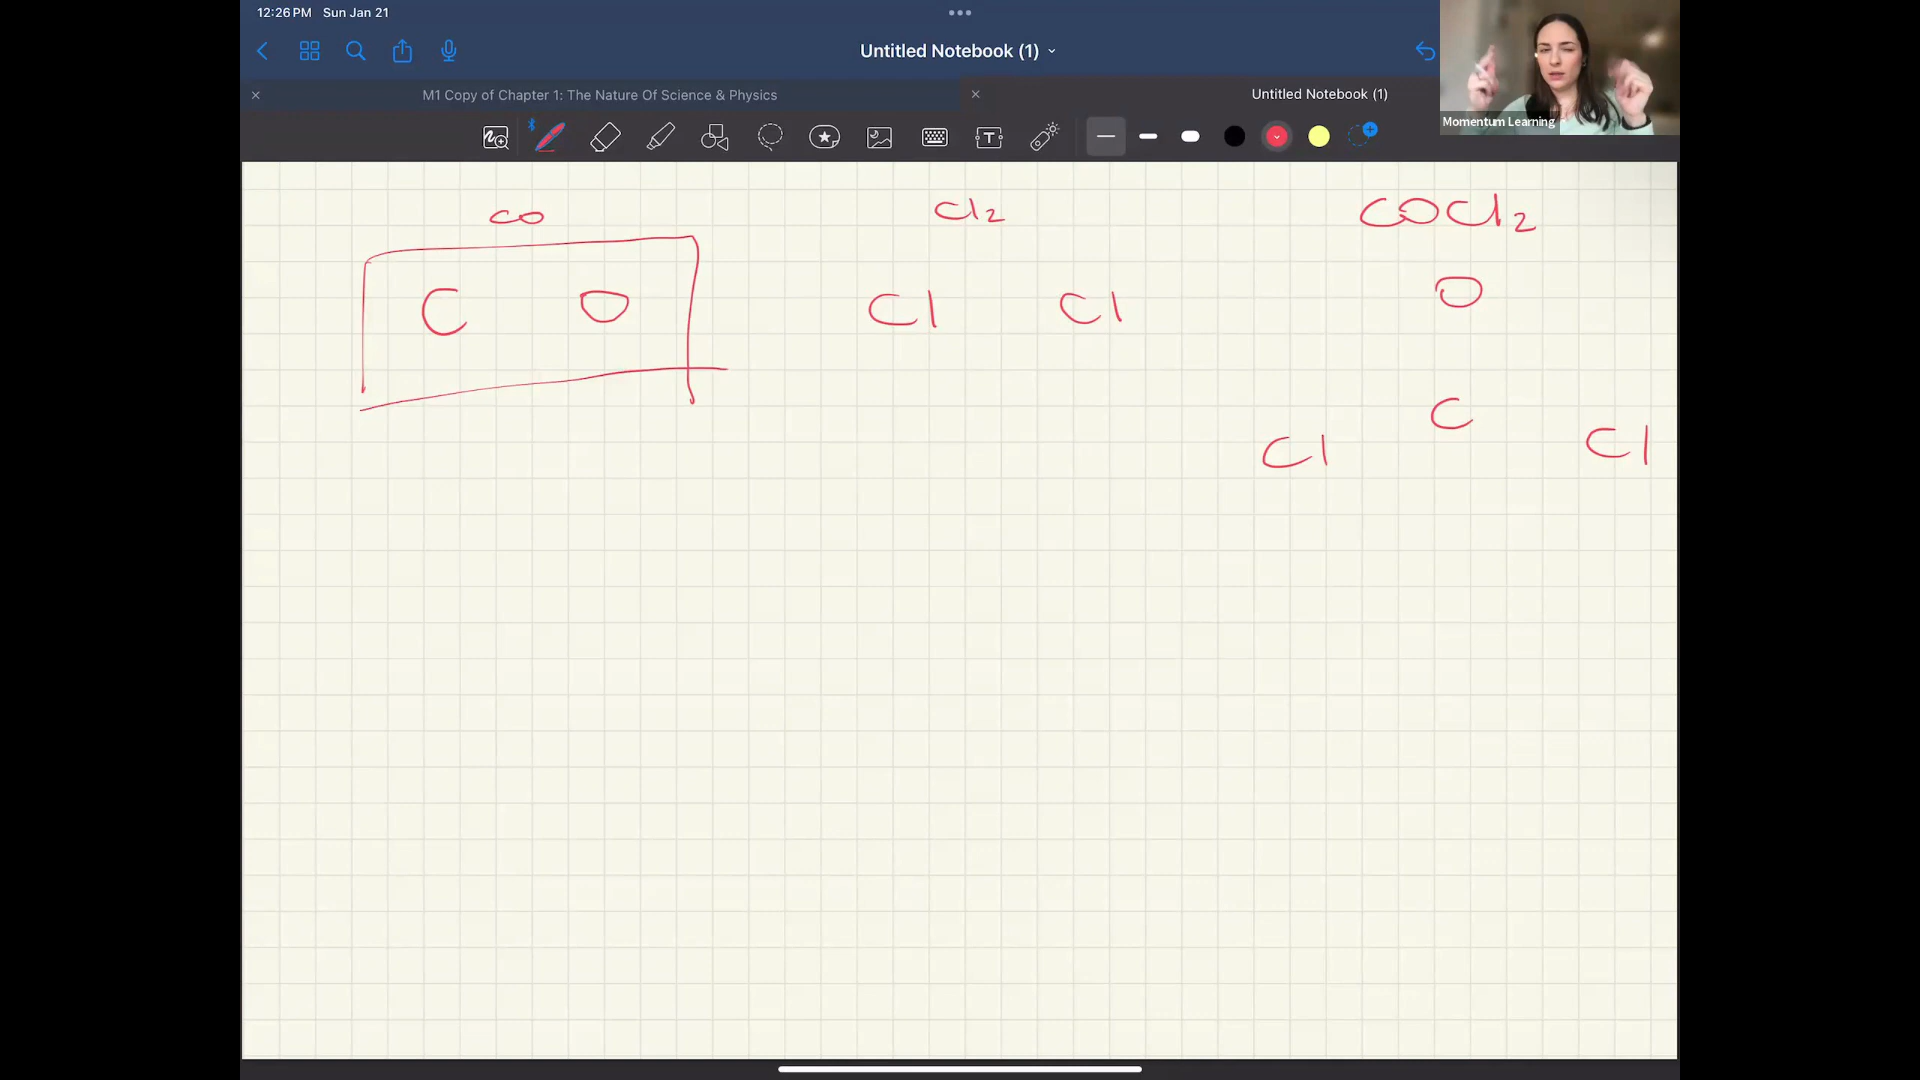 12:26 PM Sun Jan 21
Untitled Notebook (1)
Momentum Learning
M1 Copy of Chapter 1: The Nature Of Science & Physics
Untitled Notebook (1)
CO Cl2 COCl2
C O Cl Cl O
C
Cl Cl